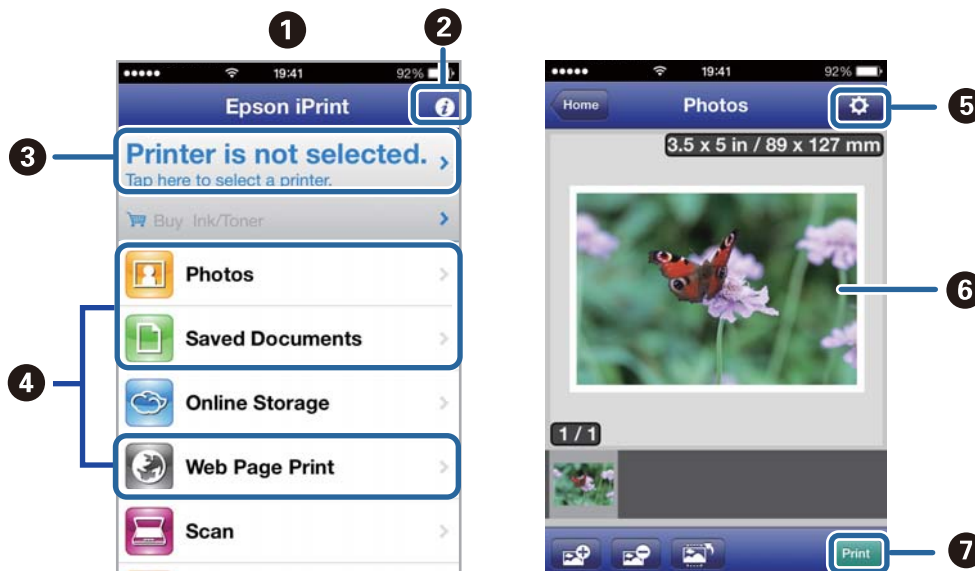 1
2
19:41
92%
Epson iPrint
3
Printer is not selected.
Tap here to select a printer.
Buy Ink/Toner
Photos
Saved Documents
4
Online Storage
Web Page Print
Scan
19:41
92%
Home
Photos
5
3.5 x 5 in / 89 x 127 mm
6
1/1
Print
7